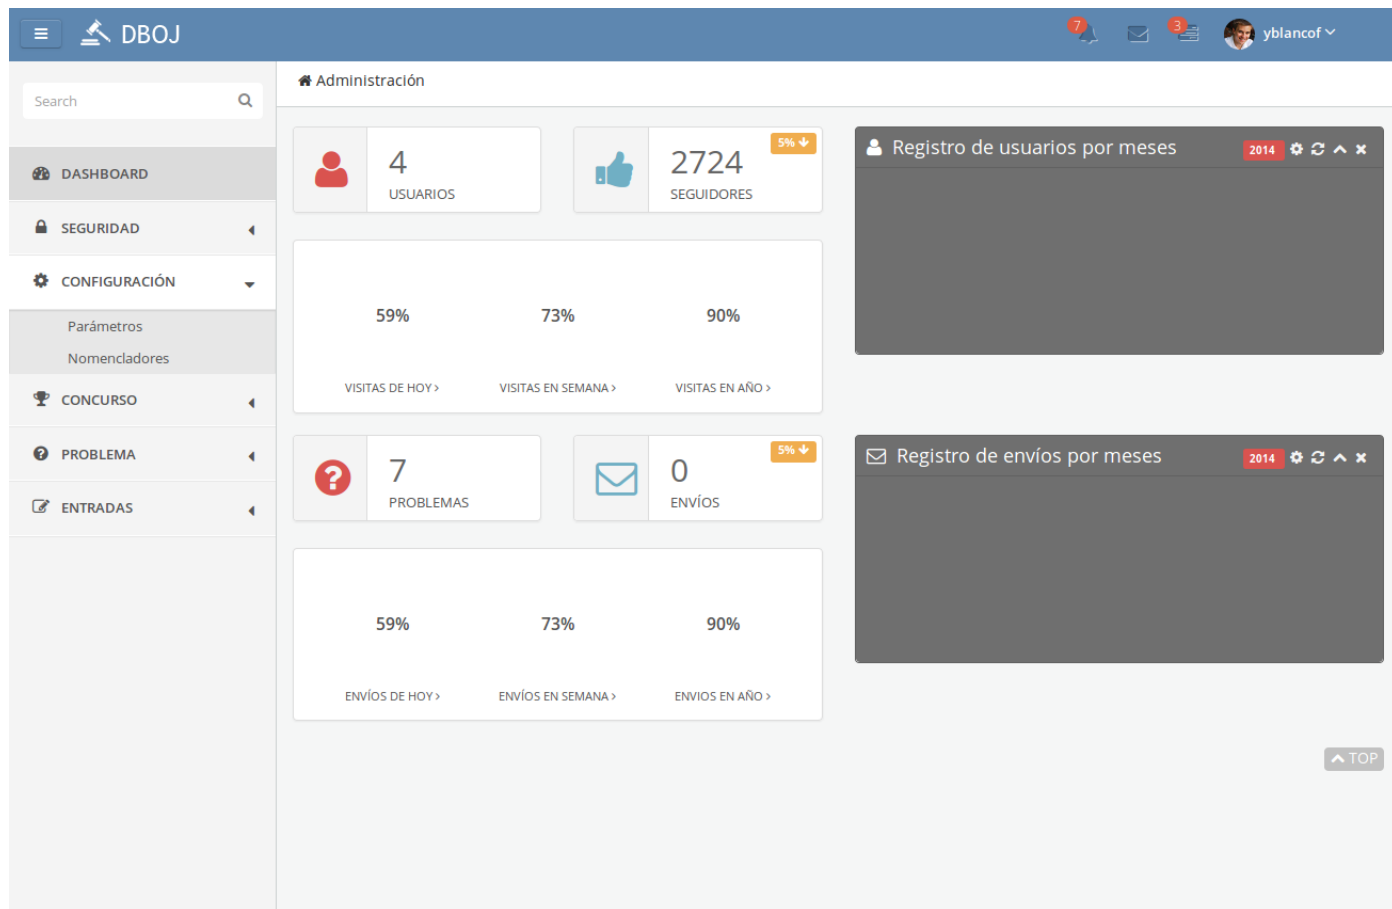 DBOJ
7
3
yblancof
Search
Administración
DASHBOARD
SEGURIDAD
CONFIGURACIÓN
Parámetros
Nomencladores
CONCURSO
PROBLEMA
ENTRADAS
4
USUARIOS
5%
2724
SEGUIDORES
Registro de usuarios por meses
2014
59%
73%
90%
VISITAS DE HOY
VISITAS EN SEMANA
VISITAS EN AÑO
7
PROBLEMAS
5%
0
ENVÍOS
Registro de envíos por meses
2014
59%
73%
90%
ENVÍOS DE HOY
ENVÍOS EN SEMANA
ENVIOS EN AÑO
TOP